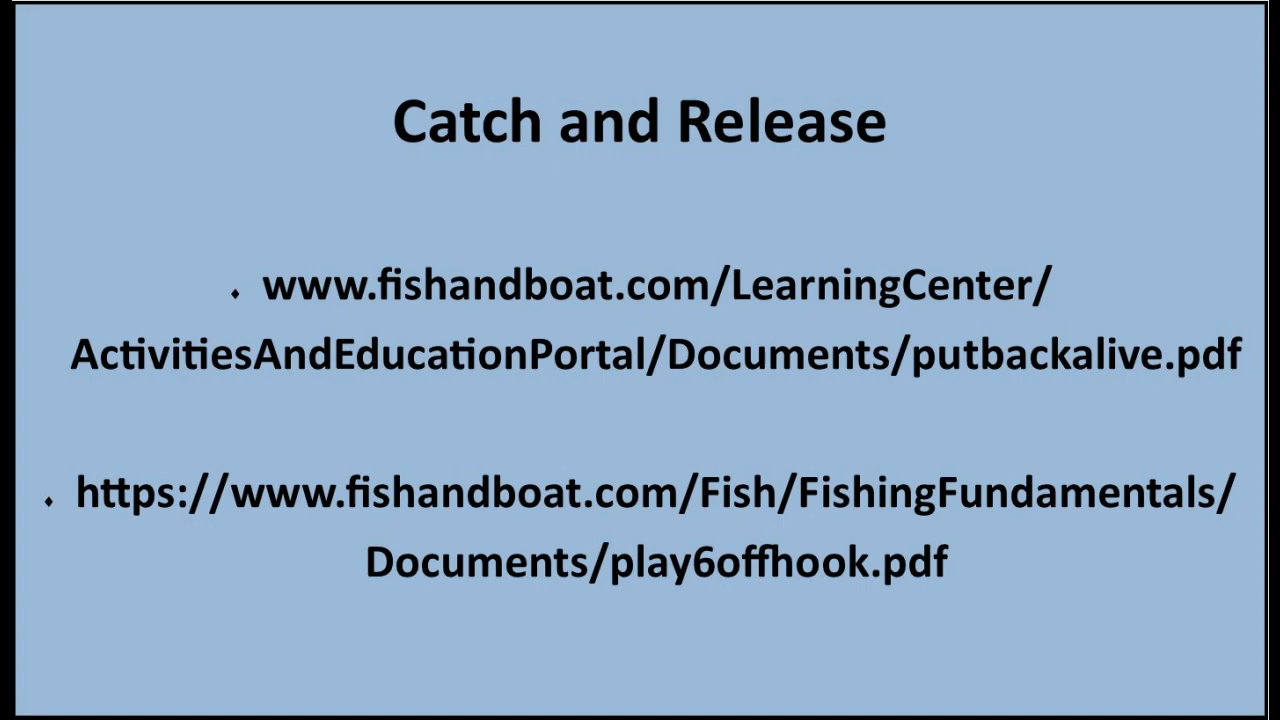 Catch and Release
⬧ www.fishandboat.com/LearningCenter/
ActivitiesAndEducationPortal/Documents/putbackalive.pdf
⬧ https://www.fishandboat.com/Fish/FishingFundamentals/
Documents/play6offhook.pdf